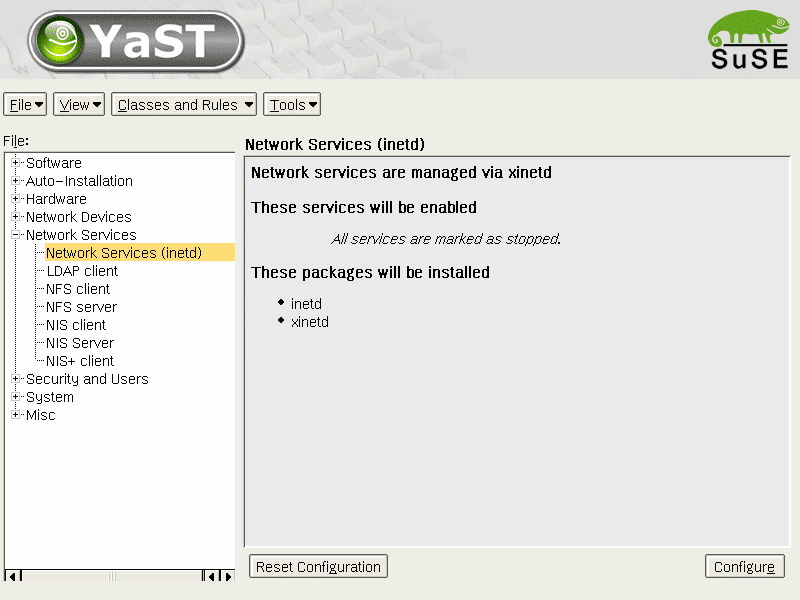 YaST
SuSE
File
View
Classes and Rules
Tools
File:
Software
Auto-Installation
Hardware
Network Devices
Network Services
Network Services (inetd)
LDAP client
NFS client
NFS server
NIS client
NIS Server
NIS+ client
Security and Users
System
Misc
Network Services (inetd)
Network services are managed via xinetd
These services will be enabled
All services are marked as stopped.
These packages will be installed
inetd
xinetd
Reset Configuration
Configure